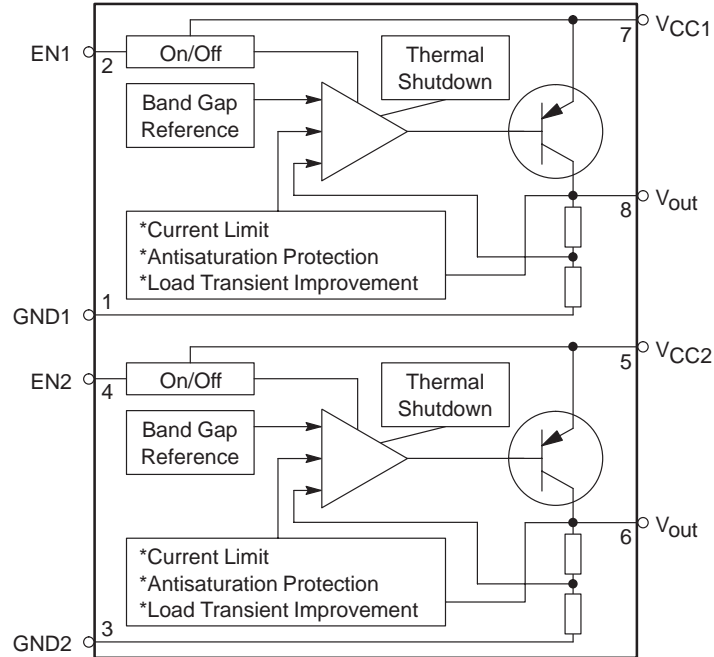 7
VCC1
EN1
2
On/Off
Thermal
Shutdown
Band Gap
Reference
8
Vout
*Current Limit
*Antisaturation Protection
*Load Transient Improvement
1
GND1
5
VCC2
EN2
4
On/Off
Thermal
Shutdown
Band Gap
Reference
6
Vout
*Current Limit
*Antisaturation Protection
*Load Transient Improvement
3
GND2